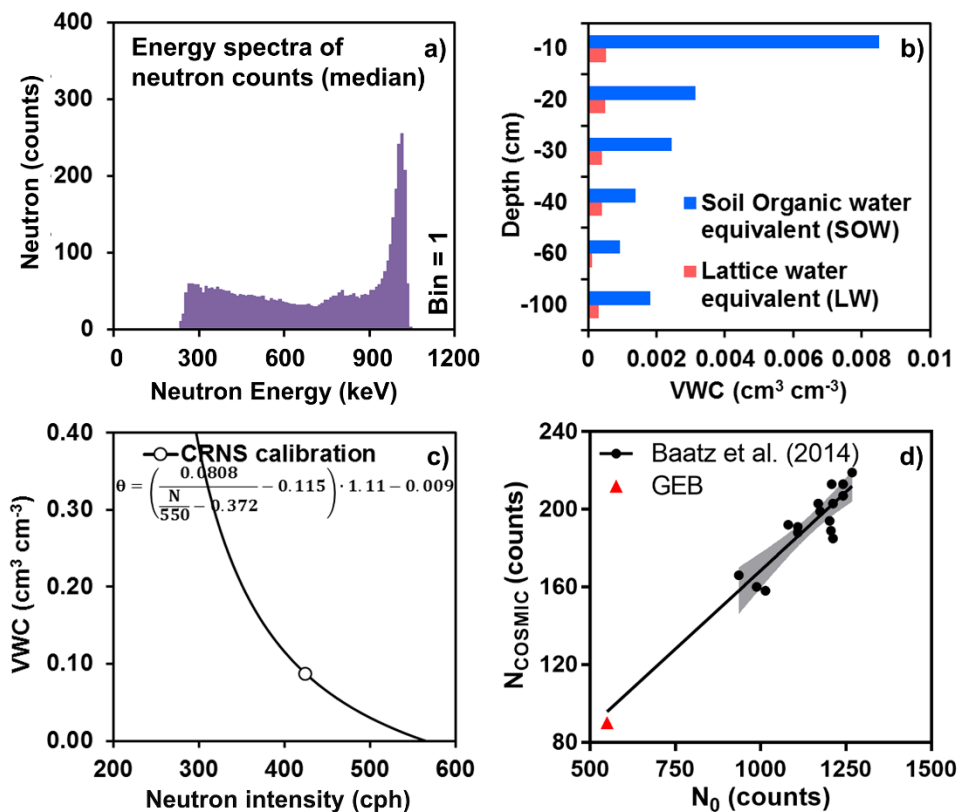 Energy spectra of
neutron counts (median)
a)
Neutron (counts)
400
300
200
100
0
0 300 600 900 1200
Neutron Energy (keV)
Bin = 1
b)
Depth (cm)
-10
-20
-30
-40
-60
-100
Soil Organic water
equivalent (SOW)
Lattice water
equivalent (LW)
0 0.002 0.004 0.006 0.008 0.01
VWC (cm³ cm⁻³)
c)
CRNS calibration
θ = (0.0808 / (N/550 − 0.372) − 0.115) · 1.11 − 0.009
VWC (cm³ cm⁻³)
0.40
0.30
0.20
0.10
0.00
200 300 400 500 600
Neutron intensity (cph)
d)
Baatz et al. (2014)
GEB
N_COSMIC (counts)
240
200
160
120
80
500 750 1000 1250 1500
N₀ (counts)